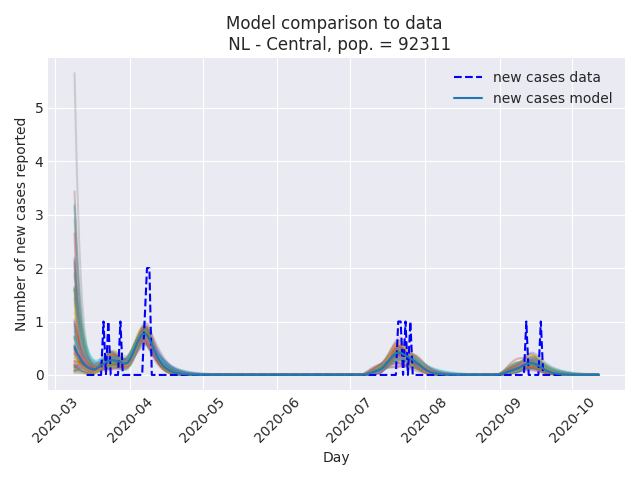 Model comparison to data
NL - Central, pop. = 92311
new cases data
new cases model
Number of new cases reported
5
4
3
2
1
0
2020-03
2020-04
2020-05
2020-06
2020-07
2020-08
2020-09
2020-10
Day